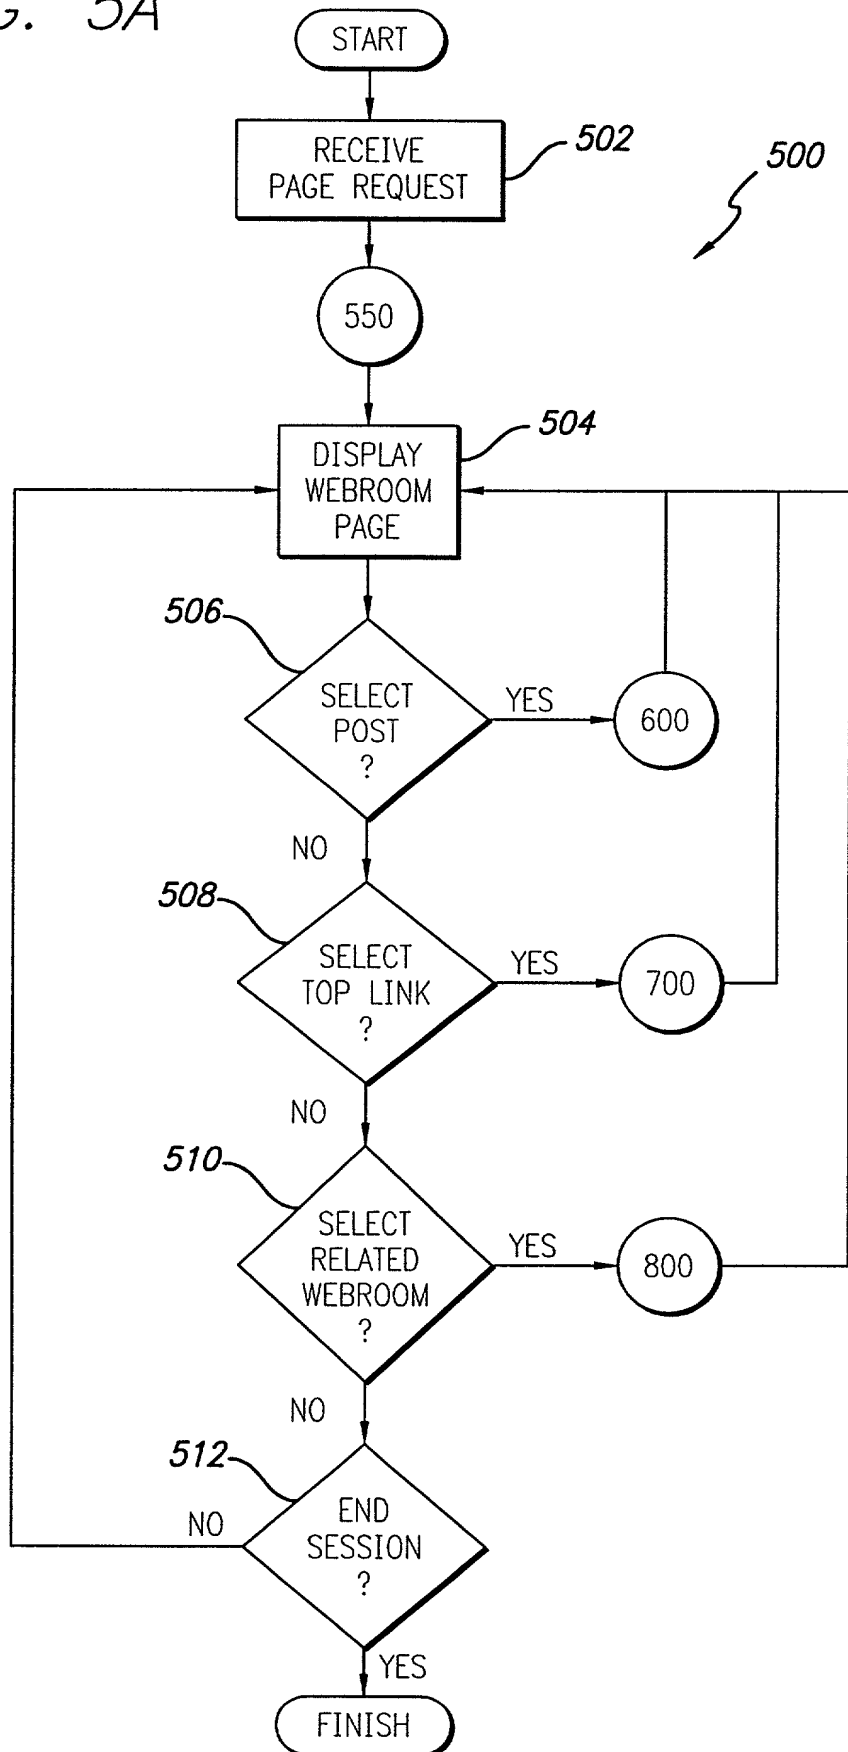 G. 5A
START
RECEIVE
PAGE REQUEST
502
500
550
504
DISPLAY
WEBROOM
PAGE
506
SELECT
POST
?
YES
600
NO
508
SELECT
TOP LINK
?
YES
700
NO
510
SELECT
RELATED
WEBROOM
?
YES
800
NO
512
END
SESSION
?
NO
YES
FINISH